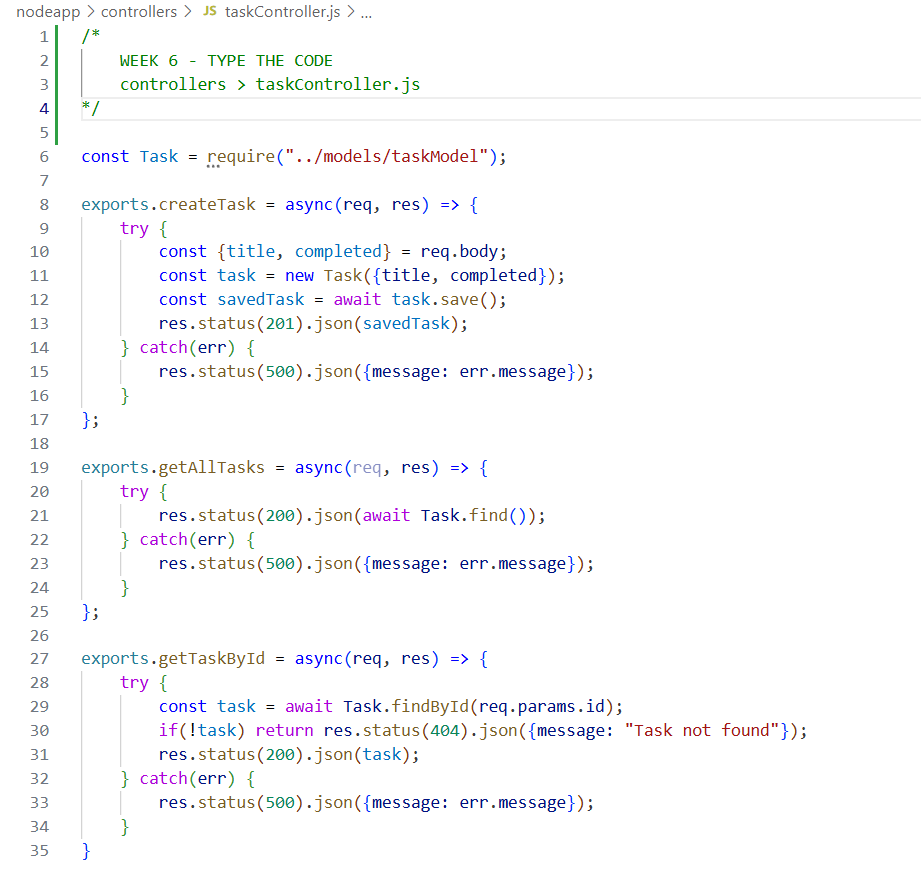 nodeapp > controllers > JS taskController.js > ...
1 /*
2     WEEK 6 - TYPE THE CODE
3     controllers > taskController.js
4 */
5
6 const Task = require("../models/taskModel");
7
8 exports.createTask = async(req, res) => {
9     try {
10         const {title, completed} = req.body;
11         const task = new Task({title, completed});
12         const savedTask = await task.save();
13         res.status(201).json(savedTask);
14     } catch(err) {
15         res.status(500).json({message: err.message});
16     }
17 };
18
19 exports.getAllTasks = async(req, res) => {
20     try {
21         res.status(200).json(await Task.find());
22     } catch(err) {
23         res.status(500).json({message: err.message});
24     }
25 };
26
27 exports.getTaskById = async(req, res) => {
28     try {
29         const task = await Task.findById(req.params.id);
30         if(!task) return res.status(404).json({message: "Task not found"});
31         res.status(200).json(task);
32     } catch(err) {
33         res.status(500).json({message: err.message});
34     }
35 }